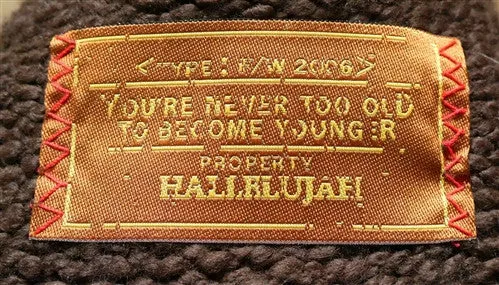 <TYPE: F/W 2006>
YOU'RE NEVER TOO OLD
TO BECOME YOUNGER
PROPERTY
HALLELUJAH